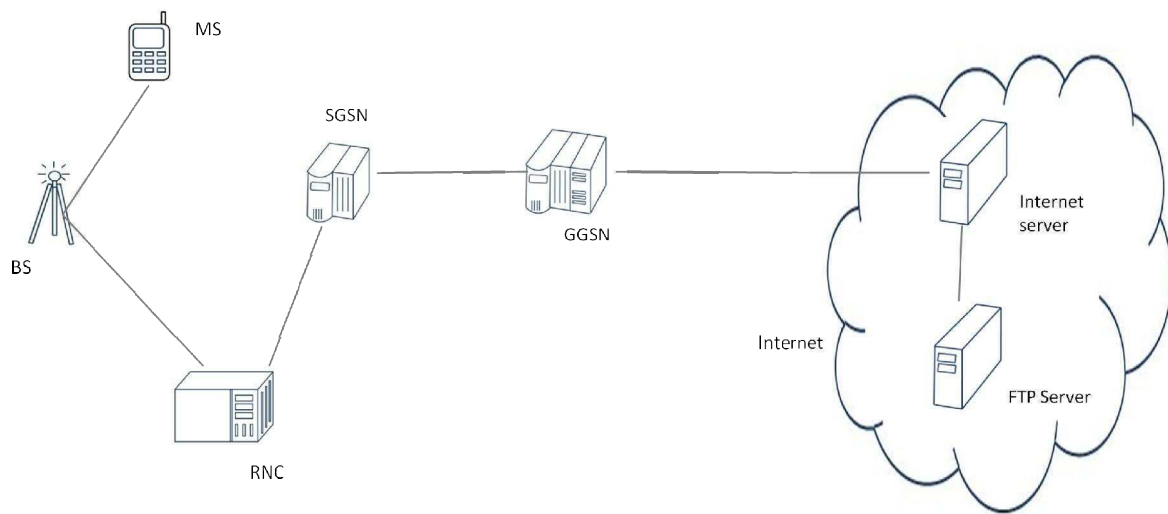 MS
SGSN
GGSN
Internet
server
BS
Internet
FTP Server
RNC